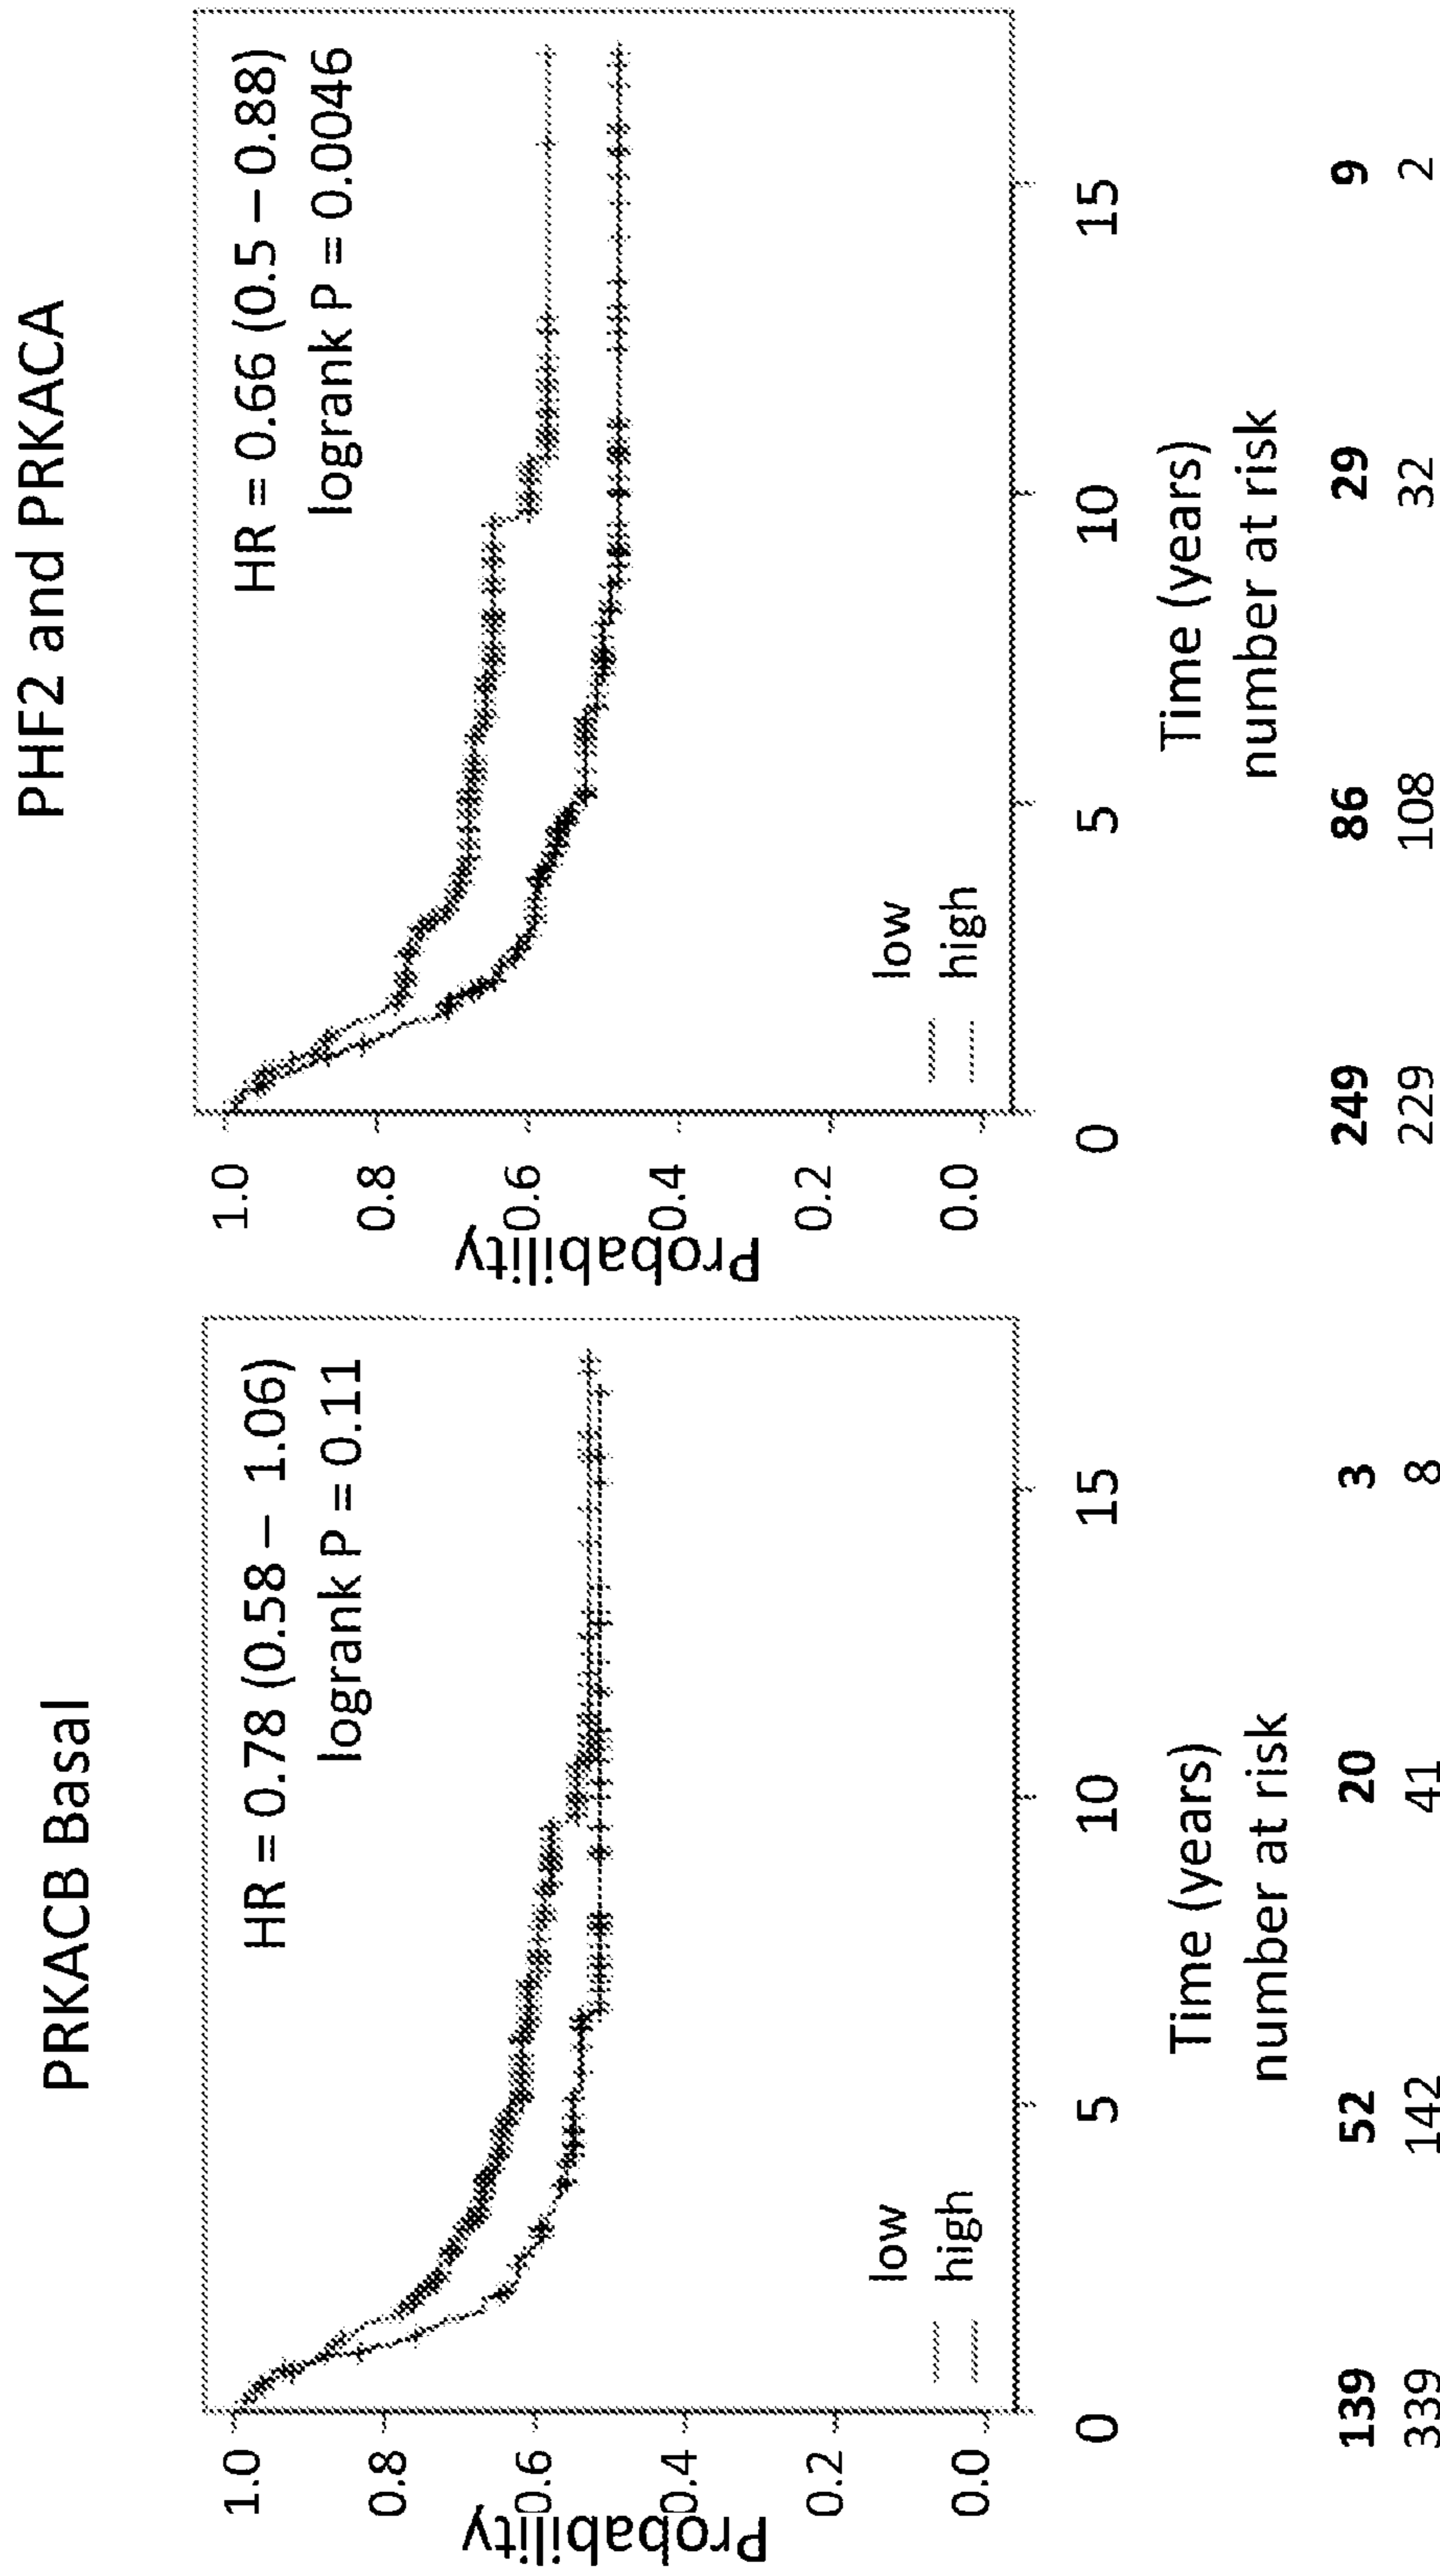 PRKACB Basal
HR = 0.78 (0.58 – 1.06)
logrank P = 0.11
Probability
1.0
0.8
0.6
0.4
0.2
0.0
low
high
0 5 10 15
Time (years)
number at risk
139 52 20 3
339 142 41 8
PHF2 and PRKACA
HR = 0.66 (0.5 – 0.88)
logrank P = 0.0046
Probability
1.0
0.8
0.6
0.4
0.2
0.0
low
high
0 5 10 15
Time (years)
number at risk
249 86 29 9
229 108 32 2